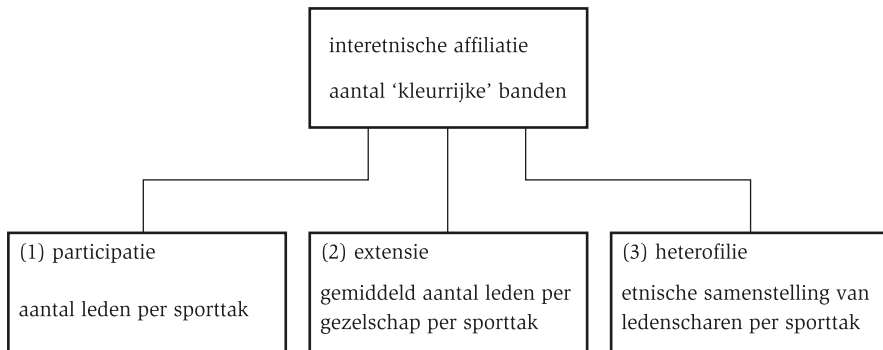 interetnische affiliatie
aantal ‘kleurrijke’ banden
(1) participatie
aantal leden per sporttak
(2) extensie
gemiddeld aantal leden per
gezelschap per sporttak
(3) heterofilie
etnische samenstelling van
ledenscharen per sporttak